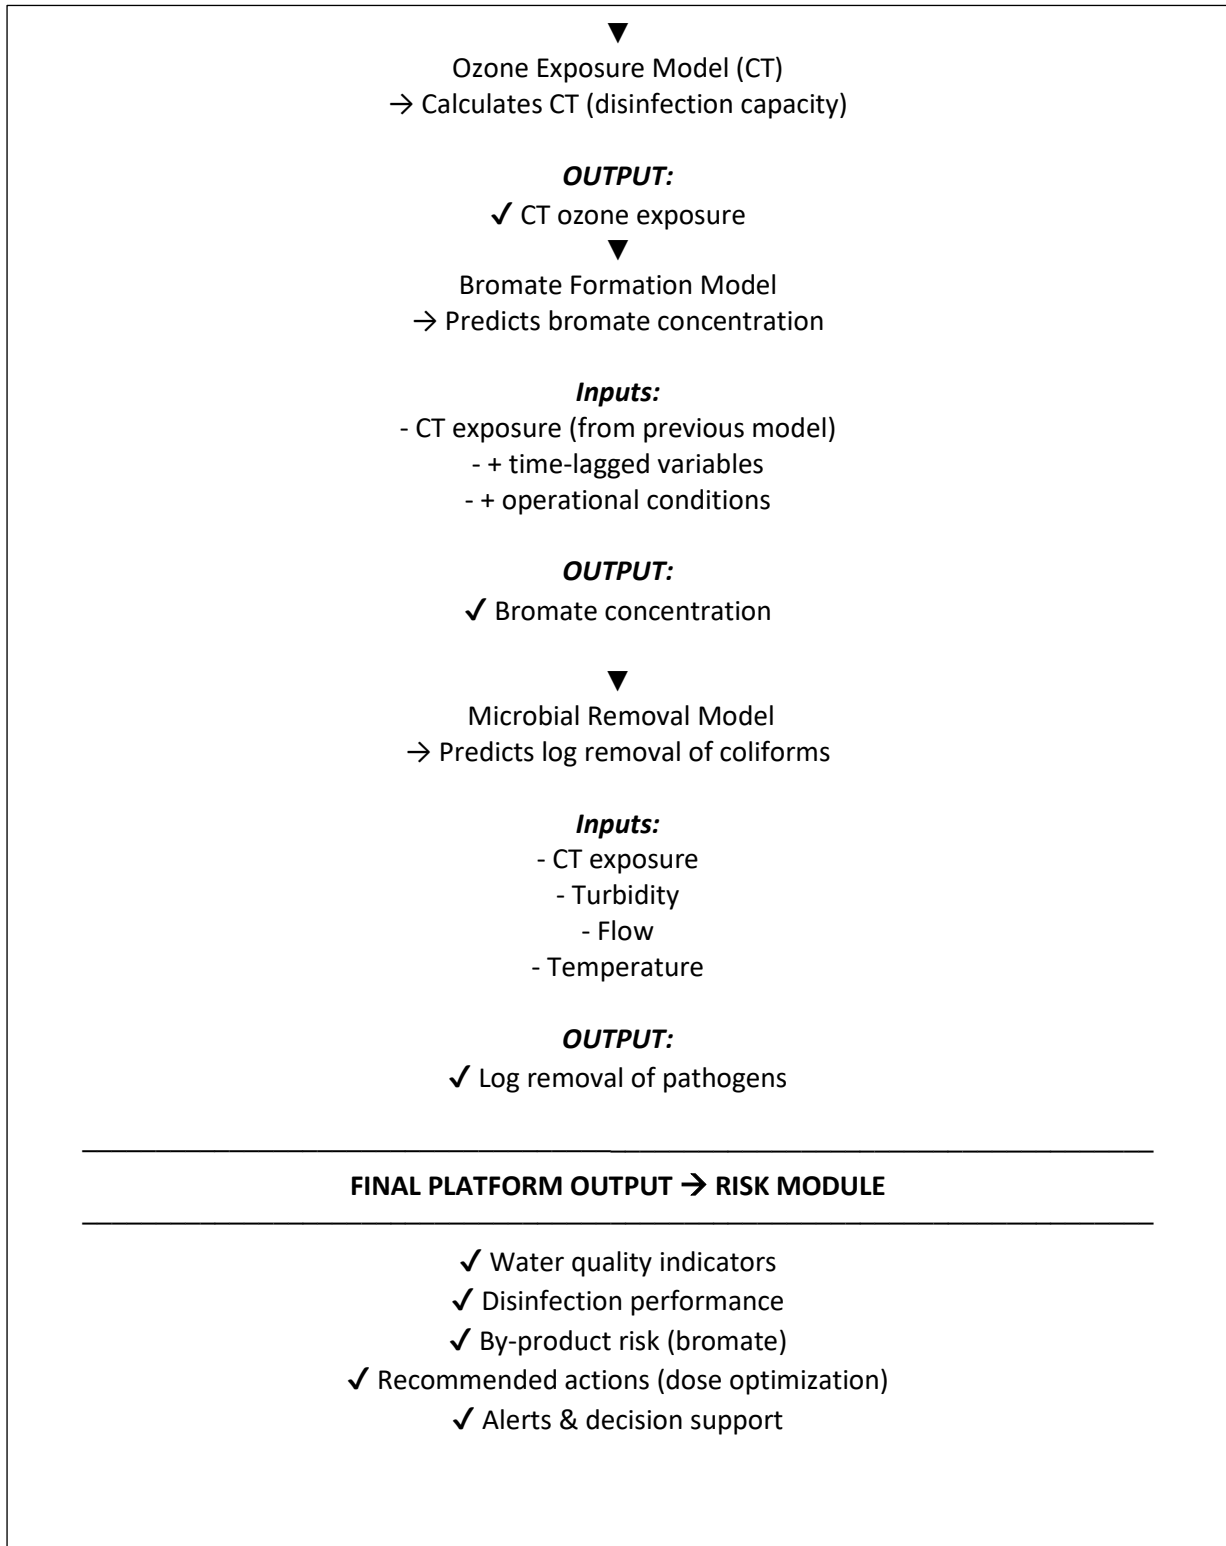 ▼
Ozone Exposure Model (CT)
→ Calculates CT (disinfection capacity)
OUTPUT:
✓ CT ozone exposure
▼
Bromate Formation Model
→ Predicts bromate concentration
Inputs:
- CT exposure (from previous model)
- + time-lagged variables
- + operational conditions
OUTPUT:
✓ Bromate concentration
▼
Microbial Removal Model
→ Predicts log removal of coliforms
Inputs:
- CT exposure
- Turbidity
- Flow
- Temperature
OUTPUT:
✓ Log removal of pathogens
FINAL PLATFORM OUTPUT → RISK MODULE
✓ Water quality indicators
✓ Disinfection performance
✓ By-product risk (bromate)
✓ Recommended actions (dose optimization)
✓ Alerts & decision support